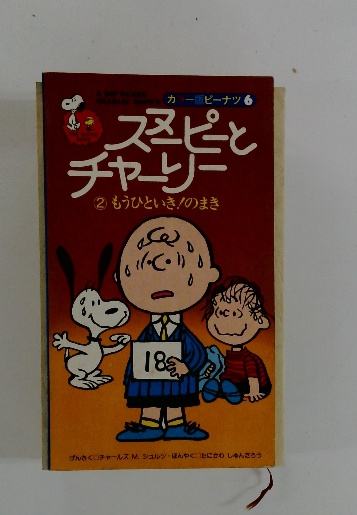 カラー版ピーナツ6
スヌーピーと
チャーリー
②もうひといき!のまき
18
げんさく□チャールズ M. シュルツ・ほんやく□たにかわ しゅんたろう